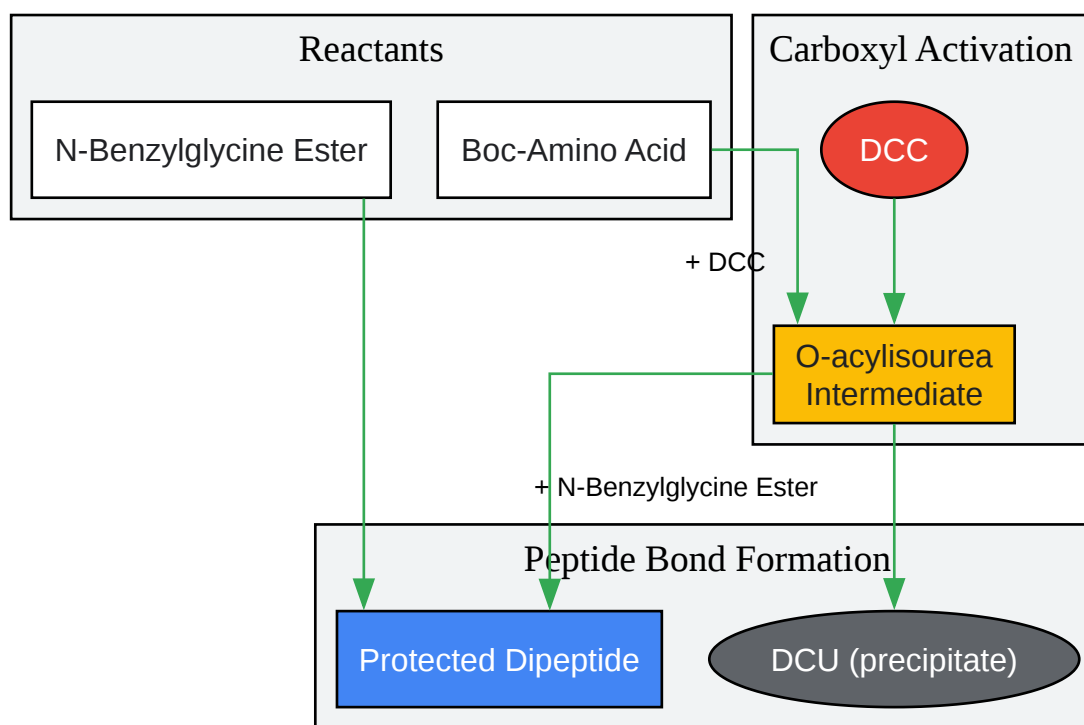 Reactants
Carboxyl Activation
N-Benzylglycine Ester
Boc-Amino Acid
DCC
+ DCC
O-acylisourea
Intermediate
+ N-Benzylglycine Ester
Peptide Bond Formation
Protected Dipeptide
DCU (precipitate)